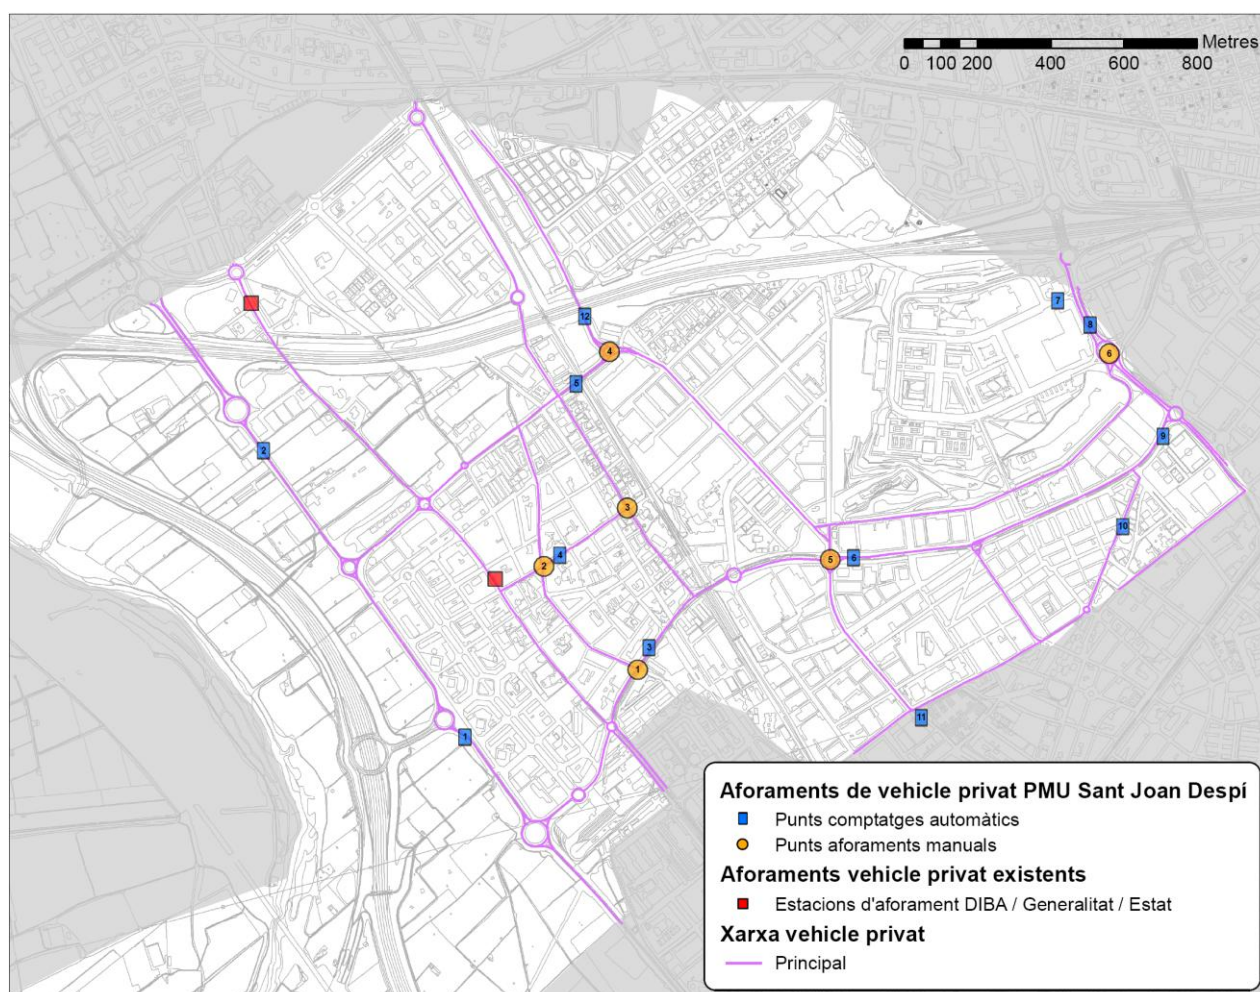 Metres
0 100 200 400 600 800
7
8
12
4
6
5
9
2
3
10
4
2
5
6
3
1
11
1
Aforaments de vehicle privat PMU Sant Joan Despí
Punts comptatges automàtics
Punts aforaments manuals
Aforaments vehicle privat existents
Estacions d'aforament DIBA / Generalitat / Estat
Xarxa vehicle privat
Principal